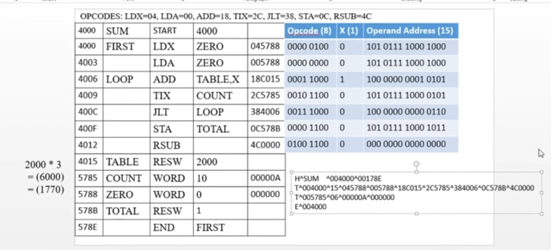 OPCODES: LDX=04, LDA=00, ADD=18, TIX=2C, JLT=38, STA=0C, RSUB=4C
4000 SUM START 4000 Opcode (8) X (1) Operand Address (15)
4000 FIRST LDX ZERO 045788 0000 0100 0 101 0111 1000 1000
4003 LDA ZERO 005788 0000 0000 0 101 0111 1000 1000
4006 LOOP ADD TABLE,X 18C015 0001 1000 1 100 0000 0001 0101
4009 TIX COUNT 2C5785 0010 1100 0 101 0111 1000 0101
400C JLT LOOP 384006 0011 1000 0 100 0000 0000 0110
400F STA TOTAL 0C578B 0000 1100 0 101 0111 1000 1011
4012 RSUB 4C0000 0100 1100 0 000 0000 0000 0000
4015 TABLE RESW 2000
5785 COUNT WORD 10 00000A
5788 ZERO WORD 0 000000
578B TOTAL RESW 1
578E END FIRST
2000 * 3
= (6000)
= (1770)
H^SUM ^004000^00178E
T^004000^15^045788^005788^18C015^2C5785^384006^0C578B^4C0000
T^005785^06^00000A^000000
E^004000